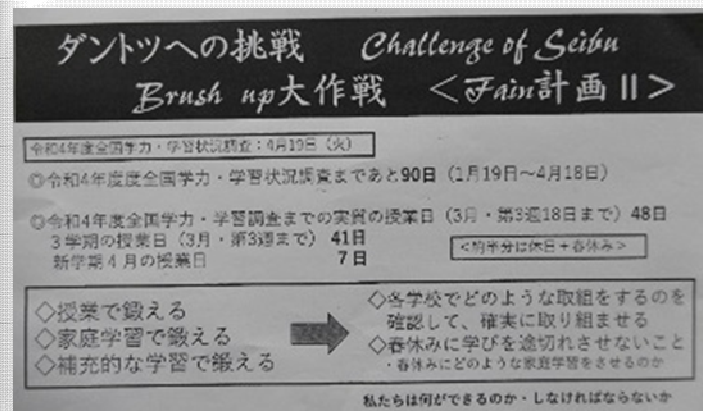 ダントツへの挑戦 Challenge of Seibu
Brush up大作戦 <Fain計画Ⅱ>
令和4年度全国学力・学習状況調査:4月19日(火)
◎令和4年度度全国学力・学習状況調査まであと90日(1月19日~4月18日)
◎令和4年度全国学力・学習調査までの実質の授業日(3月・第3週18日まで)48日
3学期の授業日(3月・第3週まで) 41日
新学期4月の授業日 7日
<約半分は休日+春休み>
◇授業で鍛える
◇家庭学習で鍛える
◇補充的な学習で鍛える
◇各学校でどのような取組をするのを
確認して、確実に取り組ませる
◇春休みに学びを途切れさせないこと
・春休みにどのような家庭学習をさせるのか
私たちは何ができるのか・しなければならないか